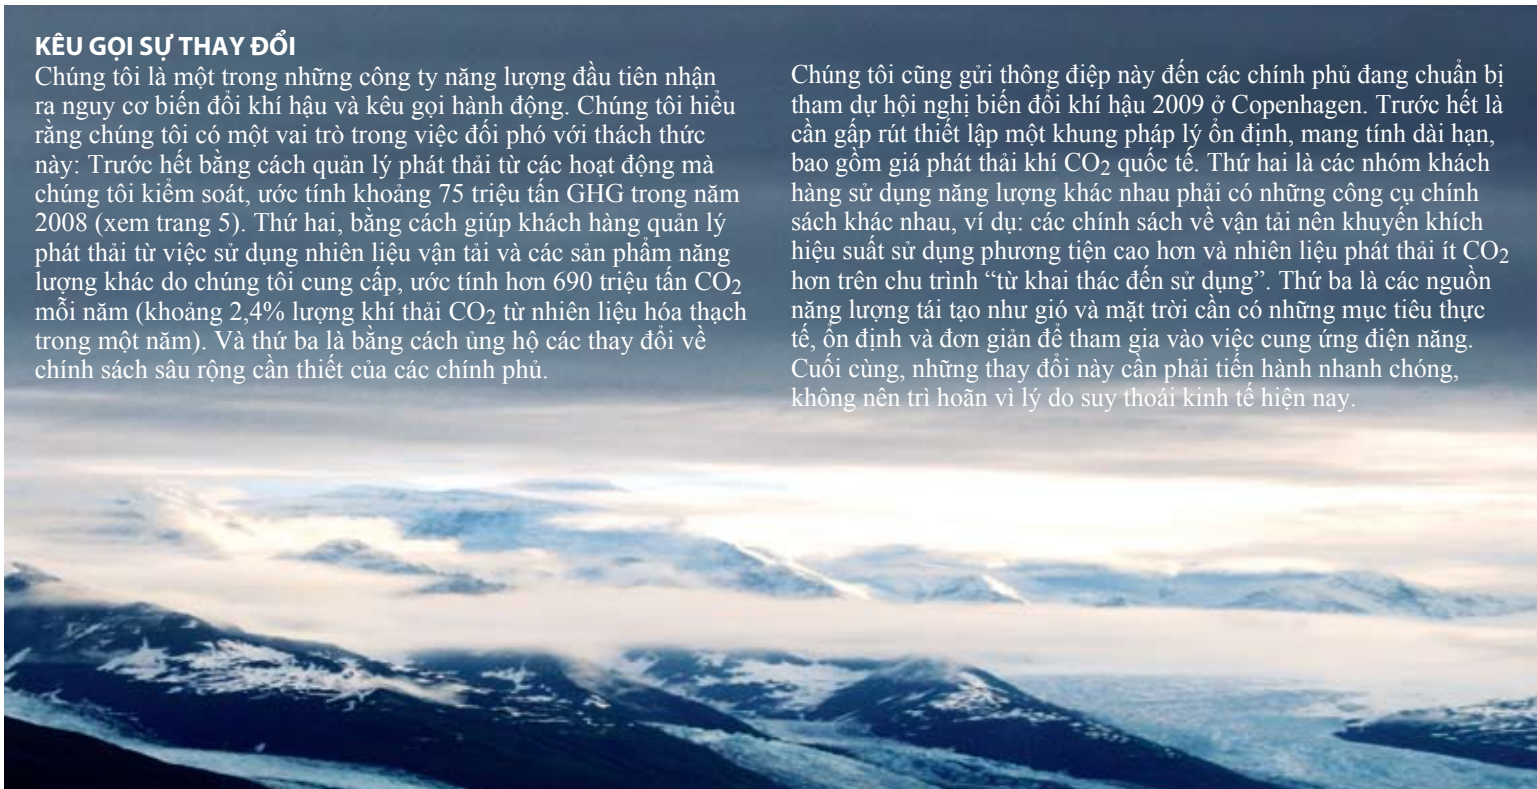 KÊU GỌI SỰ THAY ĐỔI
Chúng tôi là một trong những công ty năng lượng đầu tiên nhận
ra nguy cơ biến đổi khí hậu và kêu gọi hành động. Chúng tôi hiểu
rằng chúng tôi có một vai trò trong việc đối phó với thách thức
này: Trước hết bằng cách quản lý phát thải từ các hoạt động mà
chúng tôi kiểm soát, ước tính khoảng 75 triệu tấn GHG trong năm
2008 (xem trang 5). Thứ hai, bằng cách giúp khách hàng quản lý
phát thải từ việc sử dụng nhiên liệu vận tải và các sản phẩm năng
lượng khác do chúng tôi cung cấp, ước tính hơn 690 triệu tấn CO2
mỗi năm (khoảng 2,4% lượng khí thải CO2 từ nhiên liệu hóa thạch
trong một năm). Và thứ ba là bằng cách ủng hộ các thay đổi về
chính sách sâu rộng cần thiết của các chính phủ.
Chúng tôi cũng gửi thông điệp này đến các chính phủ đang chuẩn bị
tham dự hội nghị biến đổi khí hậu 2009 ở Copenhagen. Trước hết là
cần gấp rút thiết lập một khung pháp lý ổn định, mang tính dài hạn,
bao gồm giá phát thải khí CO2 quốc tế. Thứ hai là các nhóm khách
hàng sử dụng năng lượng khác nhau phải có những công cụ chính
sách khác nhau, ví dụ: các chính sách về vận tải nên khuyến khích
hiệu suất sử dụng phương tiện cao hơn và nhiên liệu phát thải ít CO2
hơn trên chu trình “từ khai thác đến sử dụng”. Thứ ba là các nguồn
năng lượng tái tạo như gió và mặt trời cần có những mục tiêu thực
tế, ổn định và đơn giản để tham gia vào việc cung ứng điện năng.
Cuối cùng, những thay đổi này cần phải tiến hành nhanh chóng,
không nên trì hoãn vì lý do suy thoái kinh tế hiện nay.